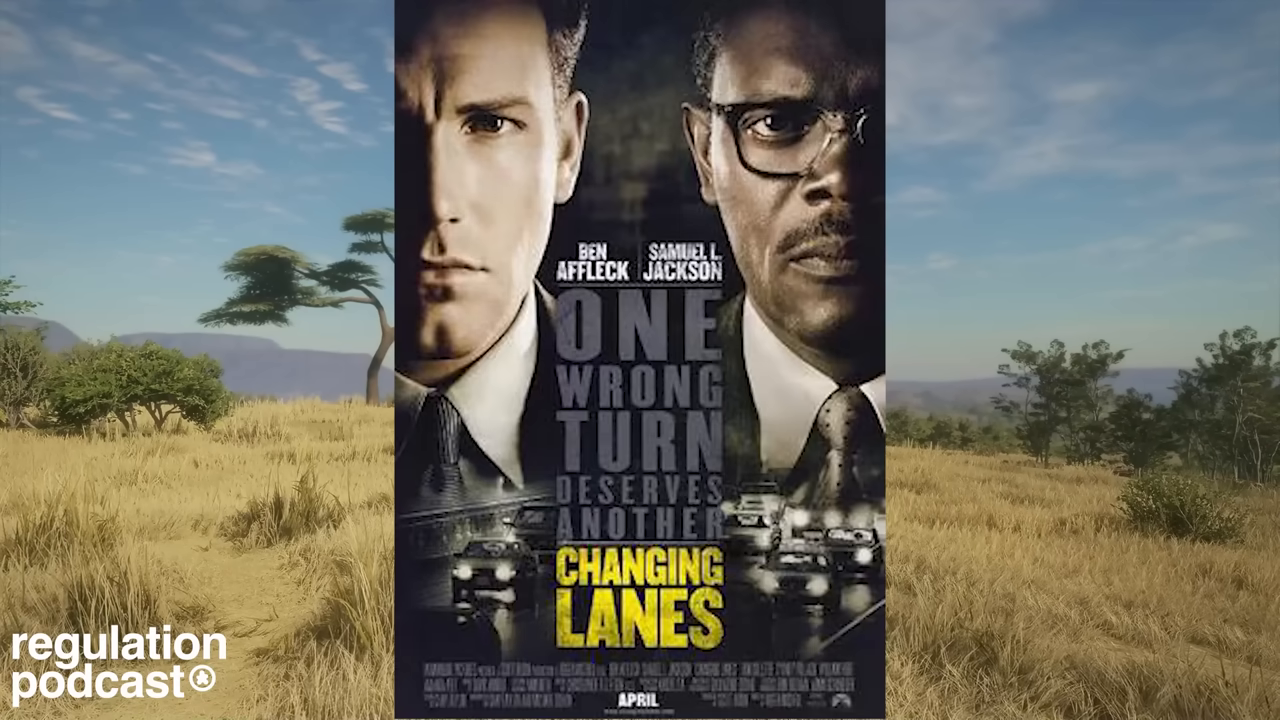 BEN
AFFLECK
SAMUEL L.
JACKSON
ONE
WRONG
TURN
DESERVES
ANOTHER
CHANGING
LANES
APRIL
regulation
podcast